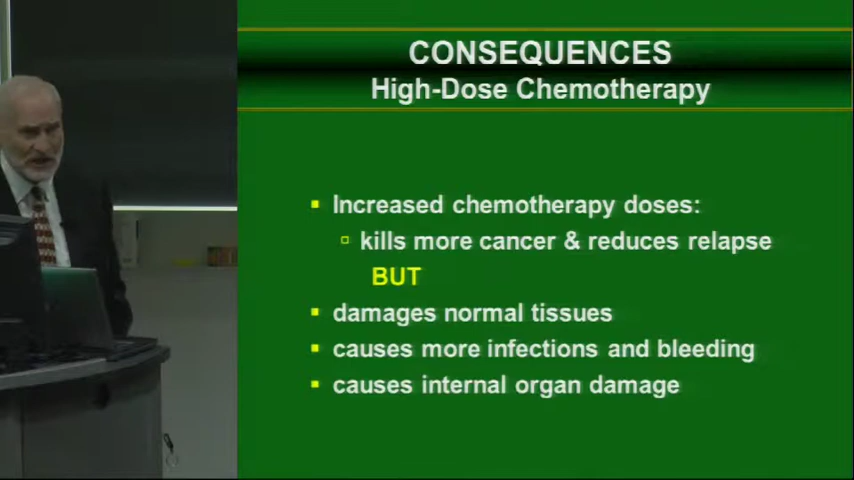 CONSEQUENCES
High-Dose Chemotherapy
Increased chemotherapy doses:
kills more cancer & reduces relapse
BUT
damages normal tissues
causes more infections and bleeding
causes internal organ damage